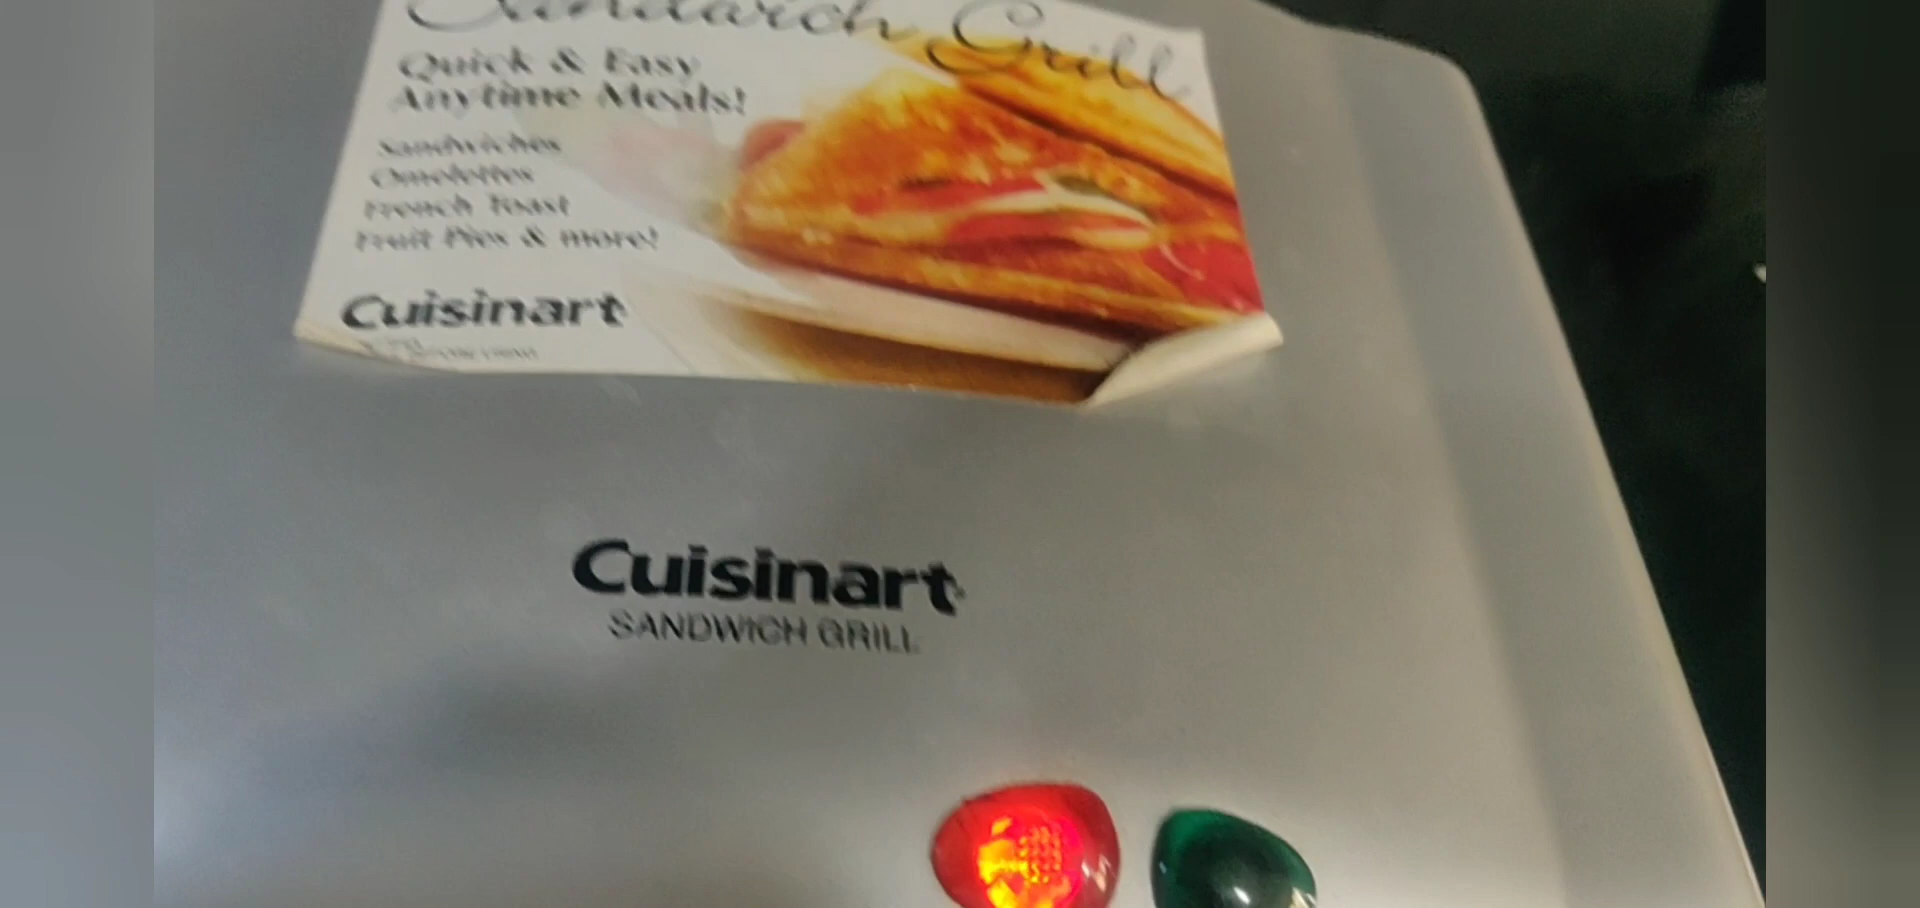 Sandwich Grill
Quick & Easy
Anytime Meals!
Sandwiches
Omelettes
French Toast
Fruit Pies & more!
Cuisinart
Cuisinart
SANDWICH GRILL